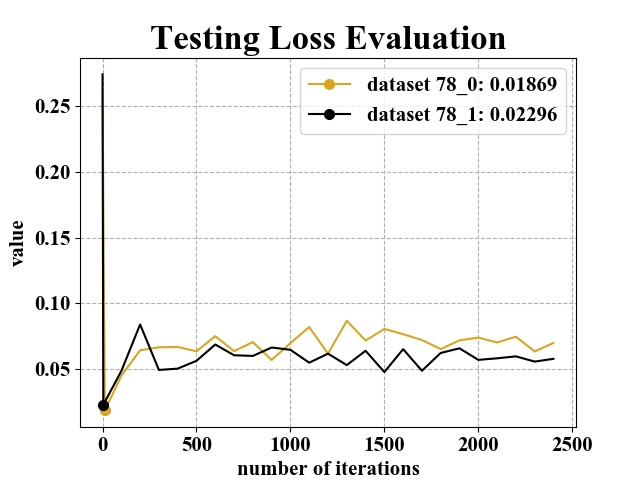 Testing Loss Evaluation
dataset 78_0: 0.01869
dataset 78_1: 0.02296
0.25
0.20
0.15
0.10
0.05
value
0
500
1000
1500
2000
2500
number of iterations